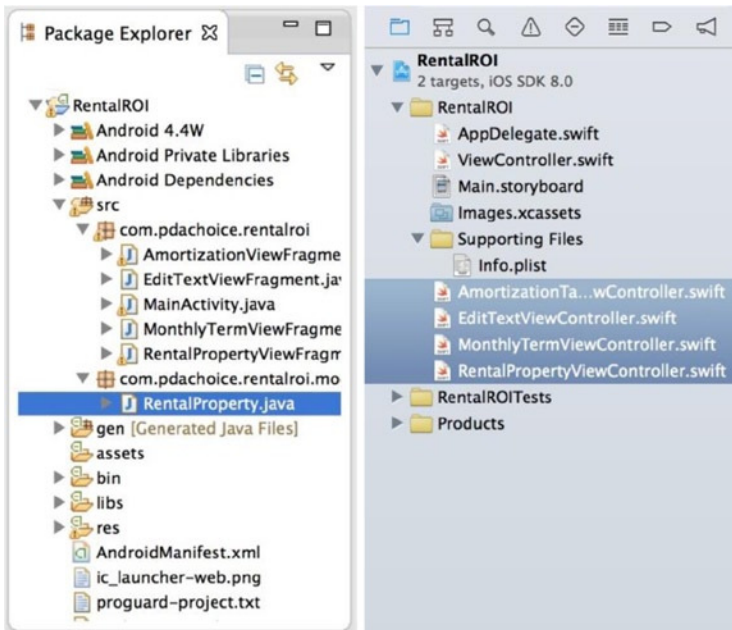 Package Explorer
RentalROI
Android 4.4W
Android Private Libraries
Android Dependencies
src
com.pdachoice.rentalroi
AmortizationViewFragme
EditTextViewFragment.jav
MainActivity.java
MonthlyTermViewFragme
RentalPropertyViewFragm
com.pdachoice.rentalroi.mo
RentalProperty.java
gen [Generated Java Files]
assets
bin
libs
res
AndroidManifest.xml
ic_launcher-web.png
proguard-project.txt
RentalROI
2 targets, iOS SDK 8.0
RentalROI
AppDelegate.swift
ViewController.swift
Main.storyboard
Images.xcassets
Supporting Files
Info.plist
AmortizationTa...wController.swift
EditTextViewController.swift
MonthlyTermViewController.swift
RentalPropertyViewController.swift
RentalROITests
Products